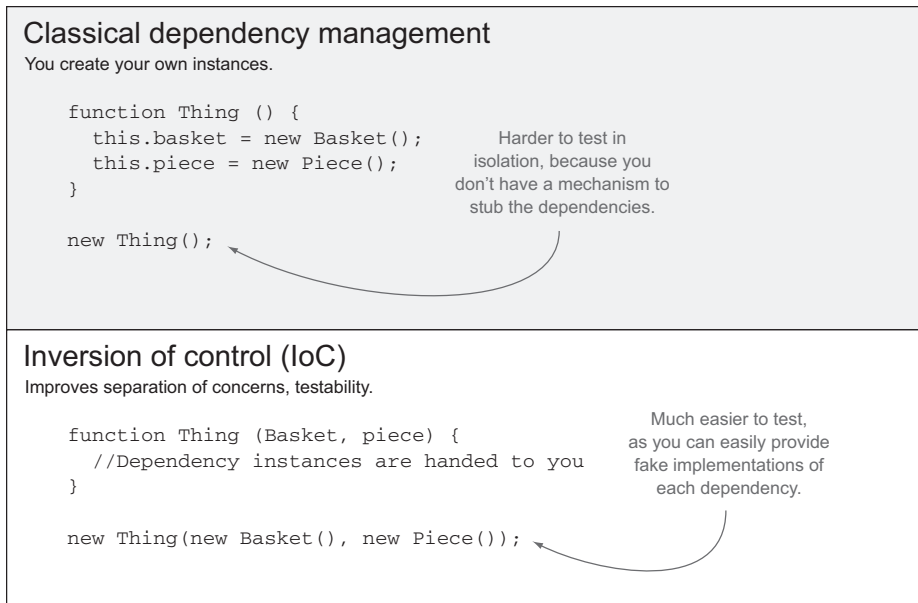 Classical dependency management
You create your own instances.
function Thing () {
this.basket = new Basket();
this.piece = new Piece();
}
new Thing();
Harder to test in
isolation, because you
don't have a mechanism to
stub the dependencies.
Inversion of control (IoC)
Improves separation of concerns, testability.
function Thing (Basket, piece) {
//Dependency instances are handed to you
}
new Thing(new Basket(), new Piece());
Much easier to test,
as you can easily provide
fake implementations of
each dependency.